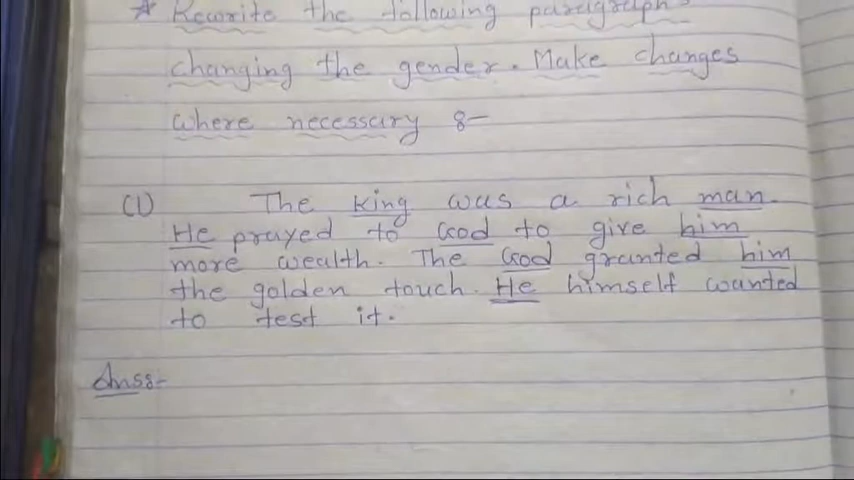 * Rewrite the following paragraph
changing the gender. Make changes
where necessary :-
(1) The king was a rich man.
He prayed to God to give him
more wealth. The God granted him
the golden touch. He himself wanted
to test it.
Ans:-